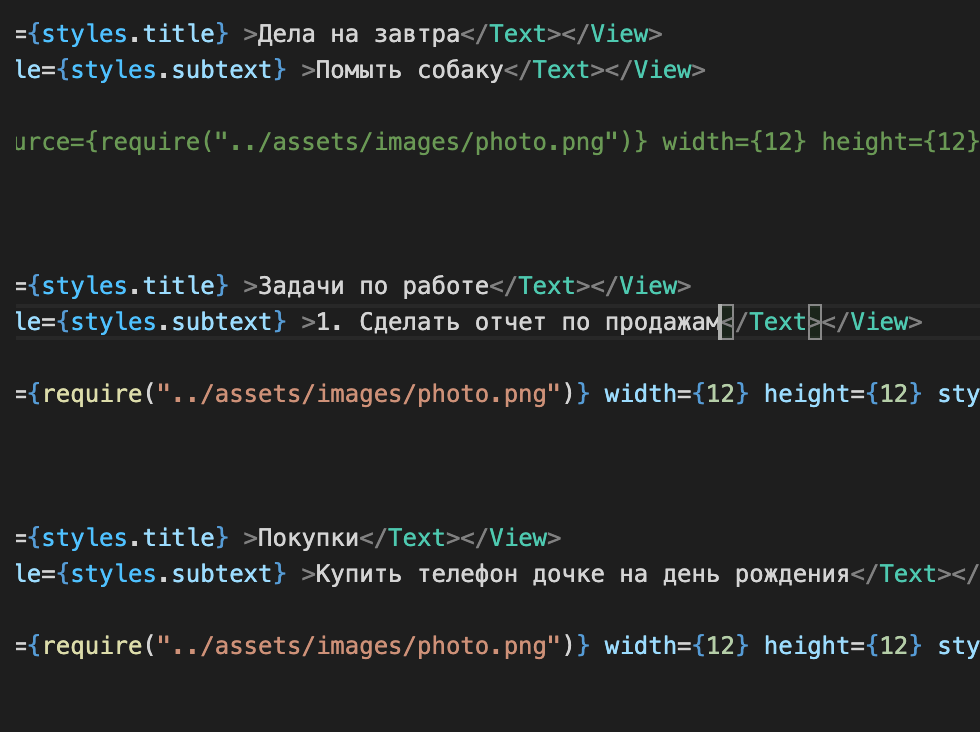 ={styles.title} >Дела на завтра</Text></View>
le={styles.subtext} >Помыть собаку</Text></View>
urce={require("../assets/images/photo.png")} width={12} height={12}
={styles.title} >Задачи по работе</Text></View>
le={styles.subtext} >1. Сделать отчет по продажам</Text></View>
={require("../assets/images/photo.png")} width={12} height={12} sty
={styles.title} >Покупки</Text></View>
le={styles.subtext} >Купить телефон дочке на день рождения</Text></
={require("../assets/images/photo.png")} width={12} height={12} sty